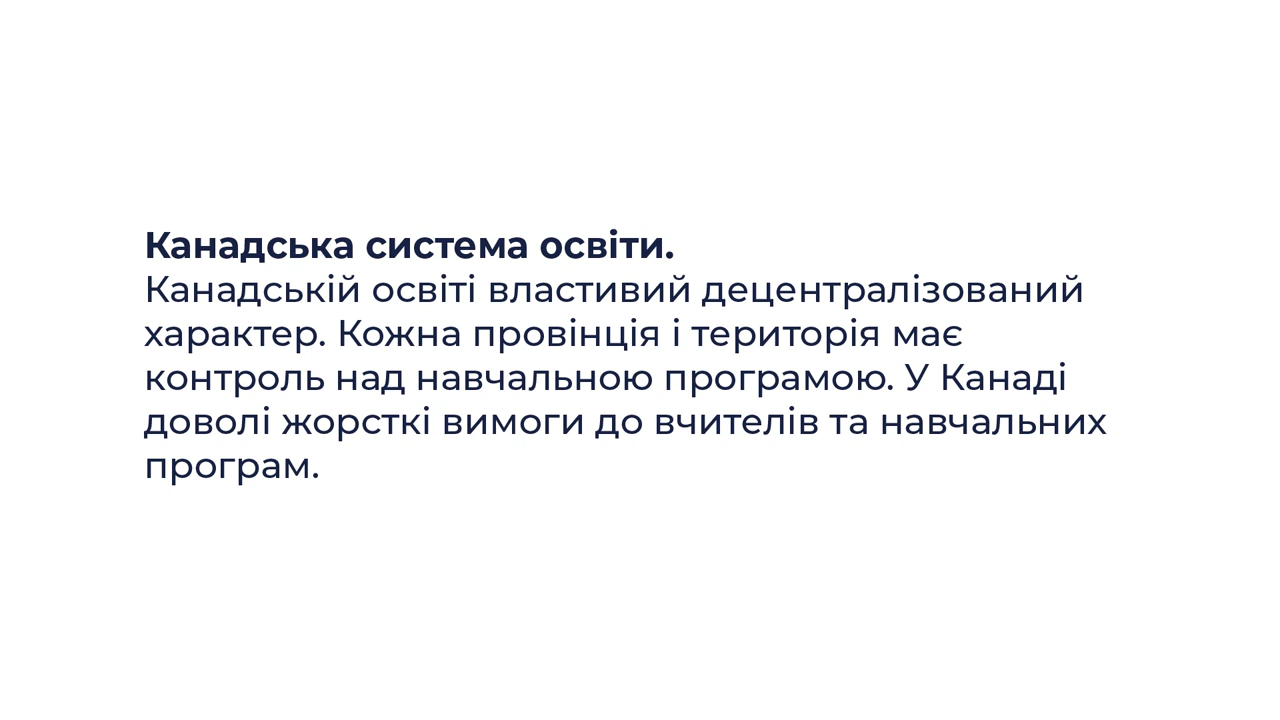 Канадська система освіти.
Канадській освіті властивий децентралізований
характер. Кожна провінція і територія має
контроль над навчальною програмою. У Канаді
доволі жорсткі вимоги до вчителів та навчальних
програм.